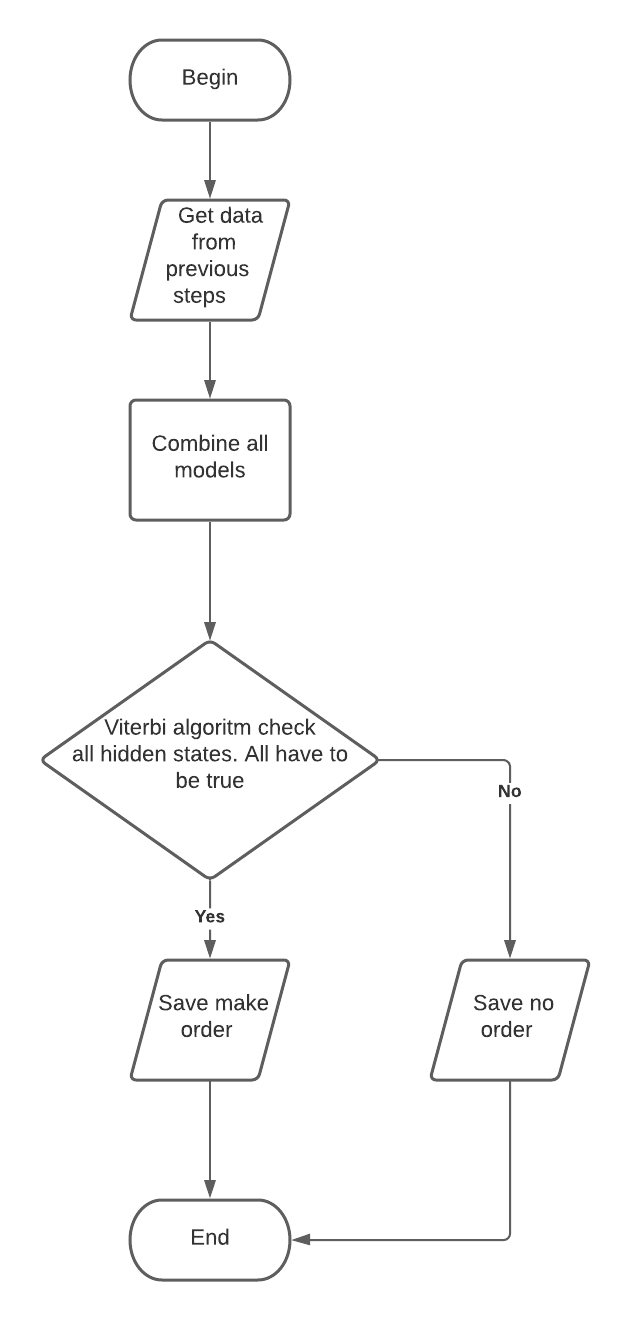 Begin
Get data
from
previous
steps
Combine all
models
Viterbi algoritm check
all hidden states. All have to
be true
No
Yes
Save make
order
Save no
order
End